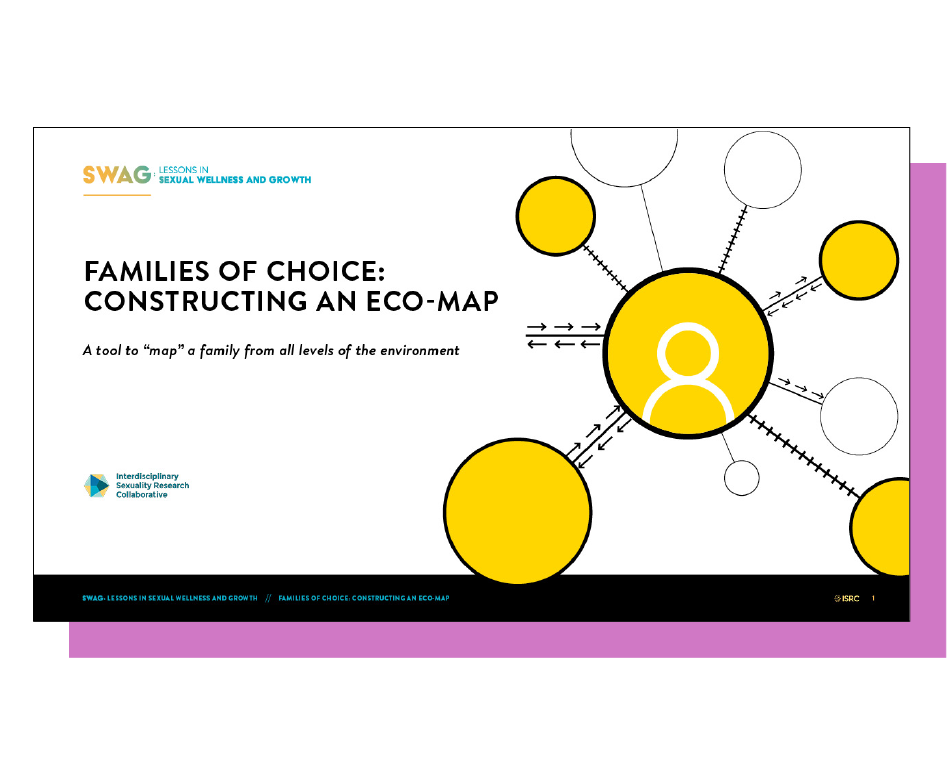 SWAG: LESSONS IN
SEXUAL WELLNESS AND GROWTH
FAMILIES OF CHOICE:
CONSTRUCTING AN ECO-MAP
A tool to “map” a family from all levels of the environment
Interdisciplinary
Sexuality Research
Collaborative
SWAG: LESSONS IN SEXUAL WELLNESS AND GROWTH // FAMILIES OF CHOICE: CONSTRUCTING AN ECO-MAP
ISRC 1